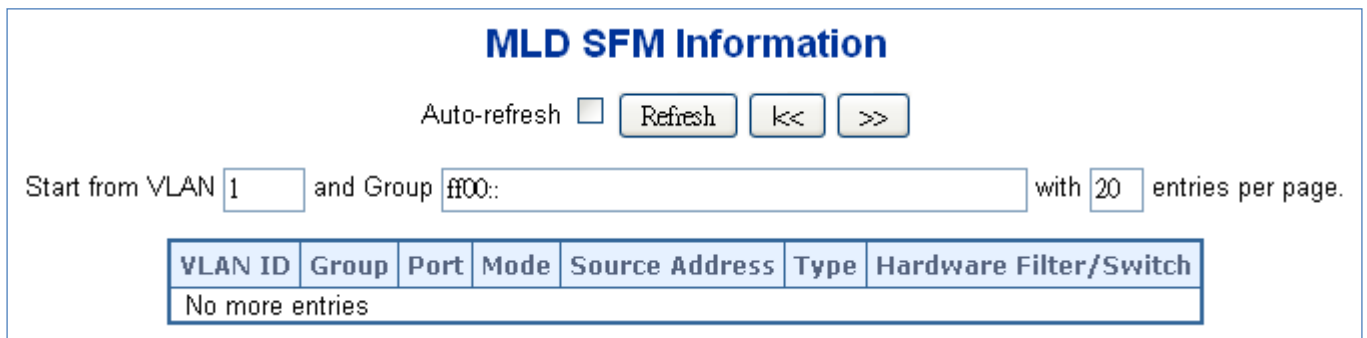 MLD SFM Information
Auto-refresh Refresh |<< >>
Start from VLAN 1 and Group ff00:: with 20 entries per page.
VLAN ID Group Port Mode Source Address Type Hardware Filter/Switch
No more entries